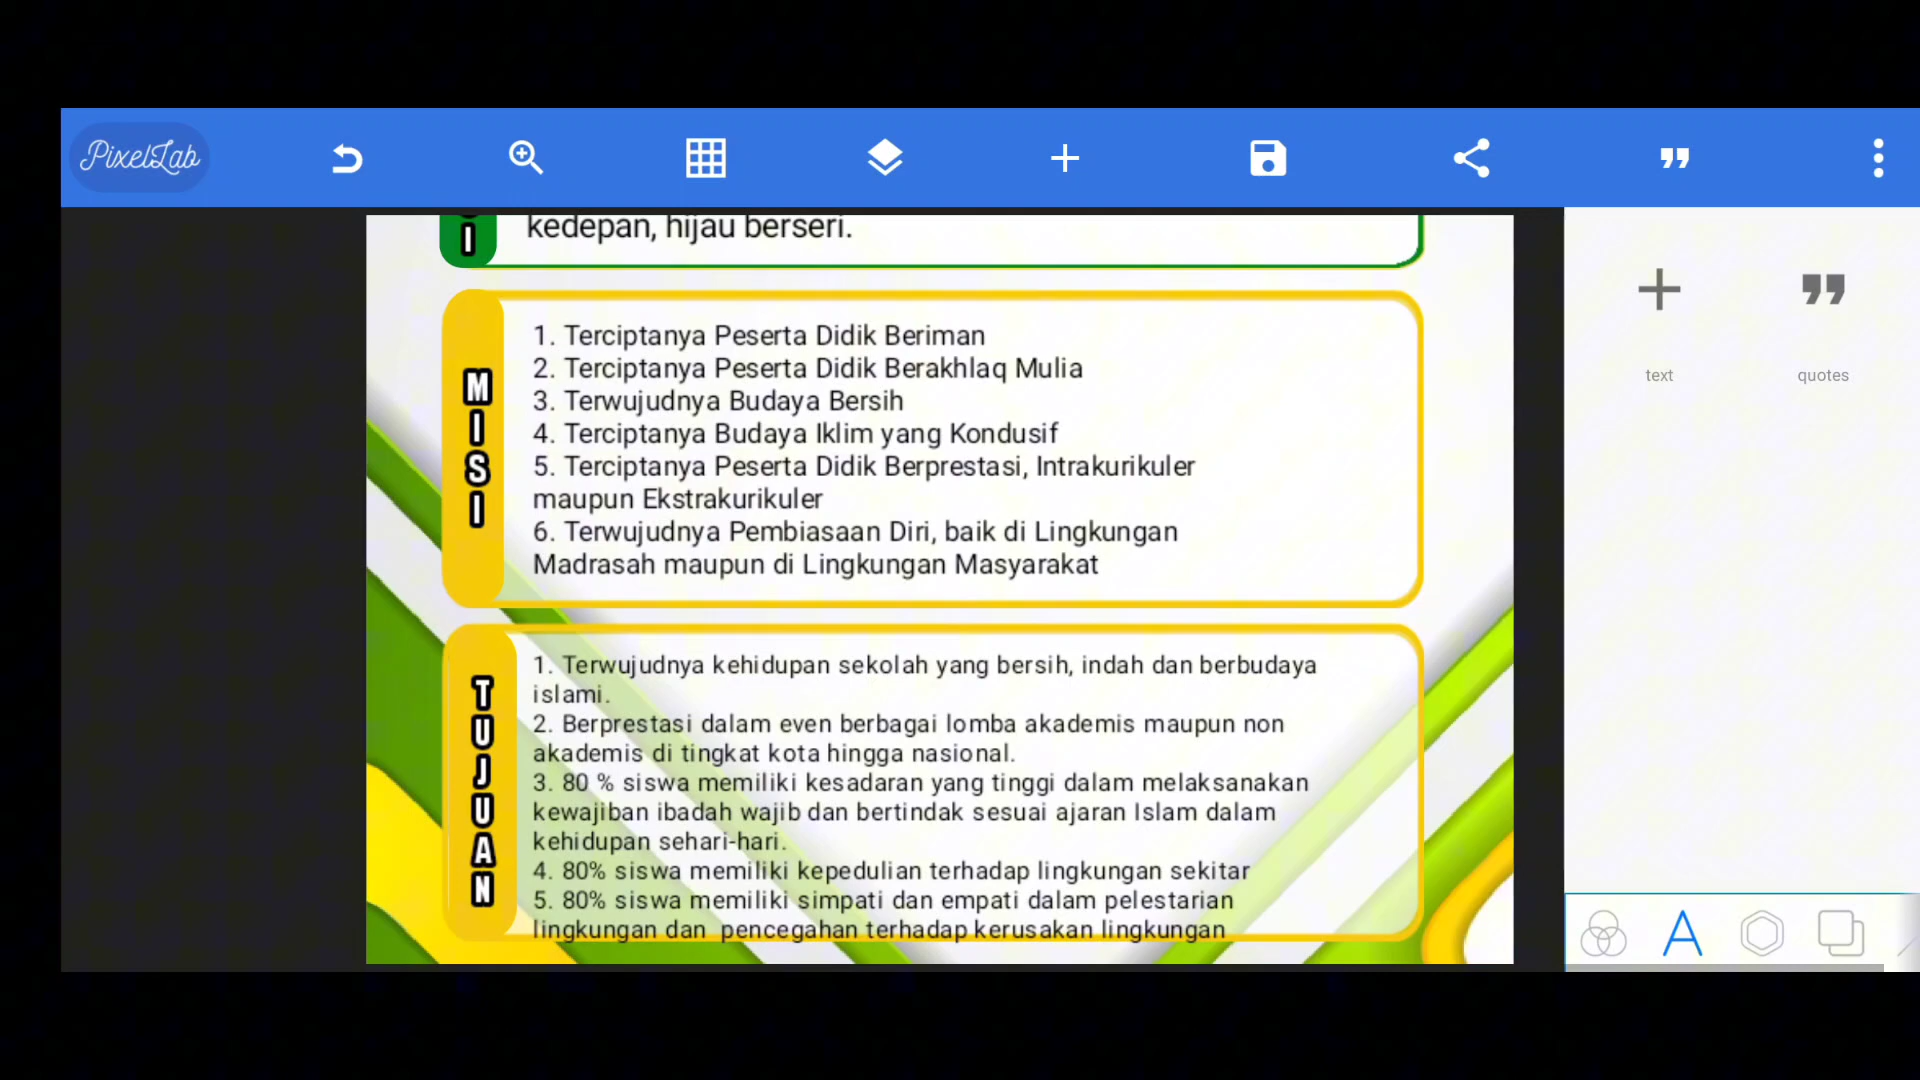 PixelLab
I
kedepan, hijau berseri.
MISI
1. Terciptanya Peserta Didik Beriman
2. Terciptanya Peserta Didik Berakhlaq Mulia
3. Terwujudnya Budaya Bersih
4. Terciptanya Budaya Iklim yang Kondusif
5. Terciptanya Peserta Didik Berprestasi, Intrakurikuler
maupun Ekstrakurikuler
6. Terwujudnya Pembiasaan Diri, baik di Lingkungan
Madrasah maupun di Lingkungan Masyarakat
TUJUAN
1. Terwujudnya kehidupan sekolah yang bersih, indah dan berbudaya
islami.
2. Berprestasi dalam even berbagai lomba akademis maupun non
akademis di tingkat kota hingga nasional.
3. 80 % siswa memiliki kesadaran yang tinggi dalam melaksanakan
kewajiban ibadah wajib dan bertindak sesuai ajaran Islam dalam
kehidupan sehari-hari.
4. 80% siswa memiliki kepedulian terhadap lingkungan sekitar
5. 80% siswa memiliki simpati dan empati dalam pelestarian
lingkungan dan  pencegahan terhadap kerusakan lingkungan
text
quotes